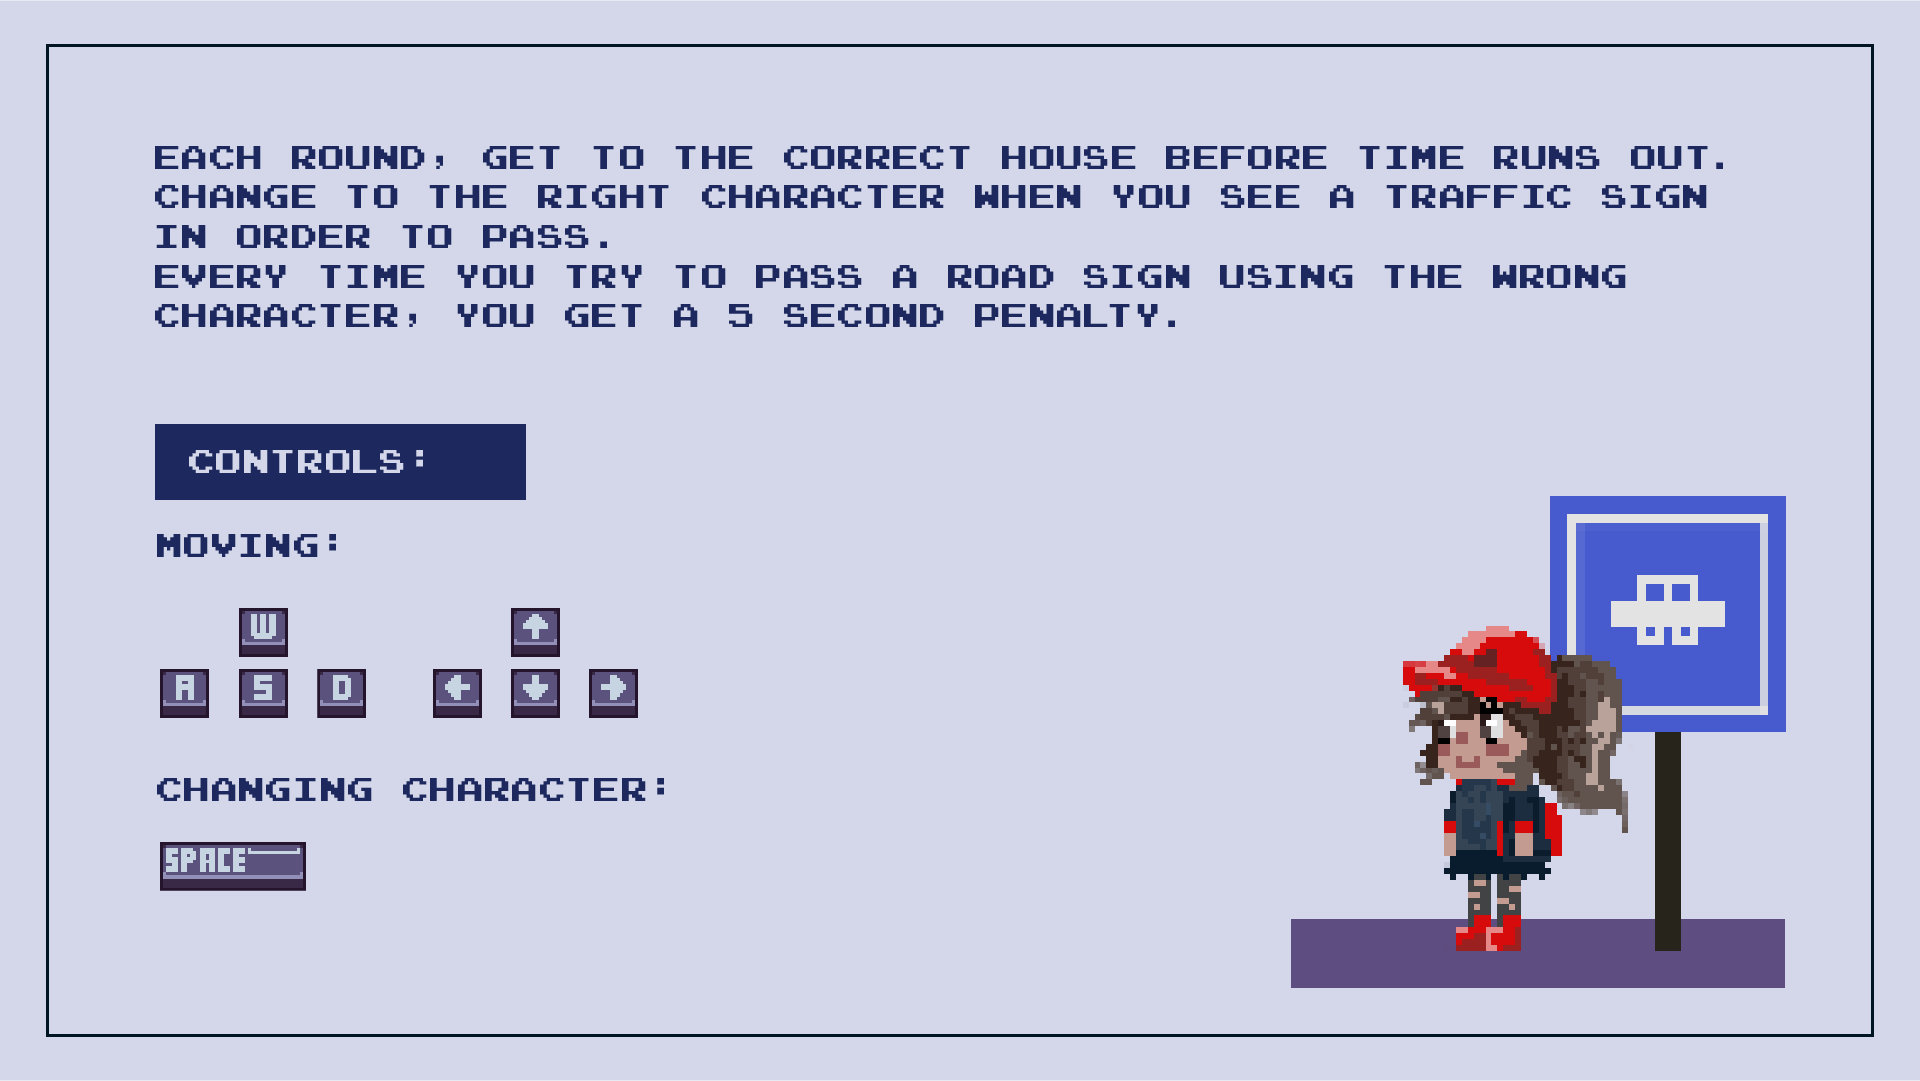 EACH ROUND, GET TO THE CORRECT HOUSE BEFORE TIME RUNS OUT.
CHANGE TO THE RIGHT CHARACTER WHEN YOU SEE A TRAFFIC SIGN
IN ORDER TO PASS.
EVERY TIME YOU TRY TO PASS A ROAD SIGN USING THE WRONG
CHARACTER, YOU GET A 5 SECOND PENALTY.
CONTROLS:
MOVING:
W ↑
A S D ← ↓ →
CHANGING CHARACTER:
SPACE